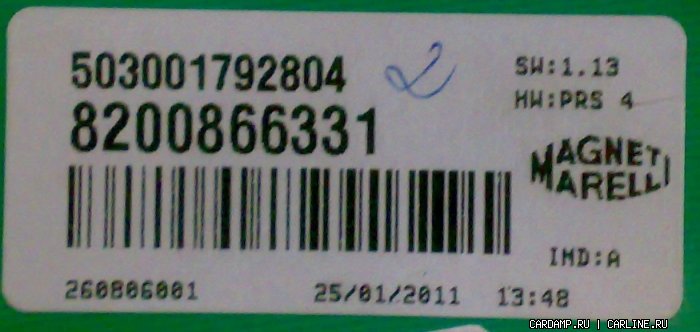 503001792804 2 SW:1.13
8200866331 HW:PRS 4
MAGNETI
MARELLI
IND:A
260806001 25/01/2011 13:48
CARDAMP.RU | CARLINE.RU